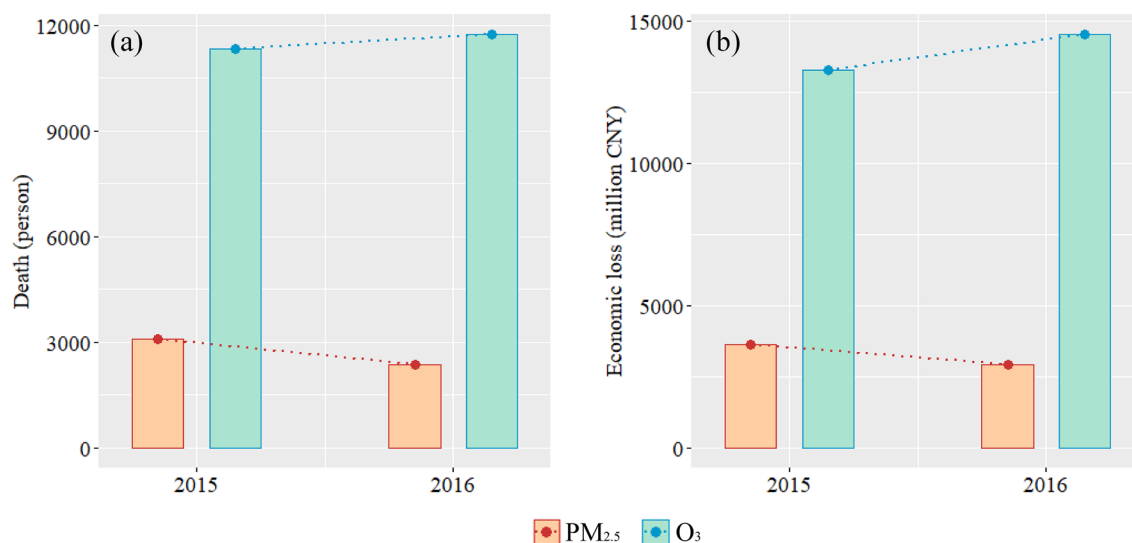 (a)
Death (person)
12000
9000
6000
3000
0
2015 2016
(b)
Economic loss (million CNY)
15000
10000
5000
0
2015 2016
PM₂.₅ O₃